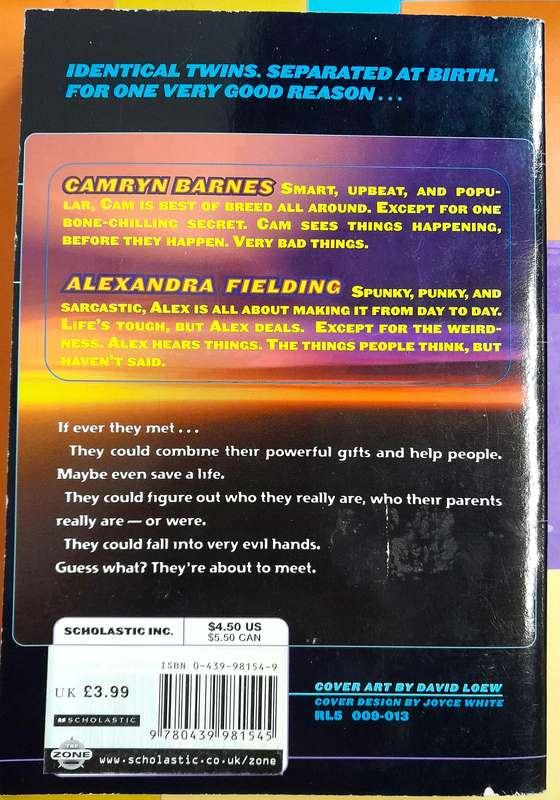 IDENTICAL TWINS. SEPARATED AT BIRTH.
FOR ONE VERY GOOD REASON . . .
CAMRYN BARNES SMART, UPBEAT, AND POPU-
LAR, CAM IS BEST OF BREED ALL AROUND. EXCEPT FOR ONE
BONE-CHILLING SECRET. CAM SEES THINGS HAPPENING,
BEFORE THEY HAPPEN. VERY BAD THINGS.
ALEXANDRA FIELDING SPUNKY, PUNKY, AND
SARCASTIC, ALEX IS ALL ABOUT MAKING IT FROM DAY TO DAY.
LIFE'S TOUGH, BUT ALEX DEALS. EXCEPT FOR THE WEIRD-
NESS. ALEX HEARS THINGS. THE THINGS PEOPLE THINK, BUT
HAVEN'T SAID.
If ever they met . . .
They could combine their powerful gifts and help people.
Maybe even save a life.
They could figure out who they really are, who their parents
really are — or were.
They could fall into very evil hands.
Guess what? They're about to meet.
SCHOLASTIC INC.
$4.50 US
$5.50 CAN
ISBN 0-439-98154-9
UK £3.99
SCHOLASTIC
9 780439 981545
THE
ZONE
www.scholastic.co.uk/zone
COVER ART BY DAVID LOEW
COVER DESIGN BY JOYCE WHITE
RL5 009-013